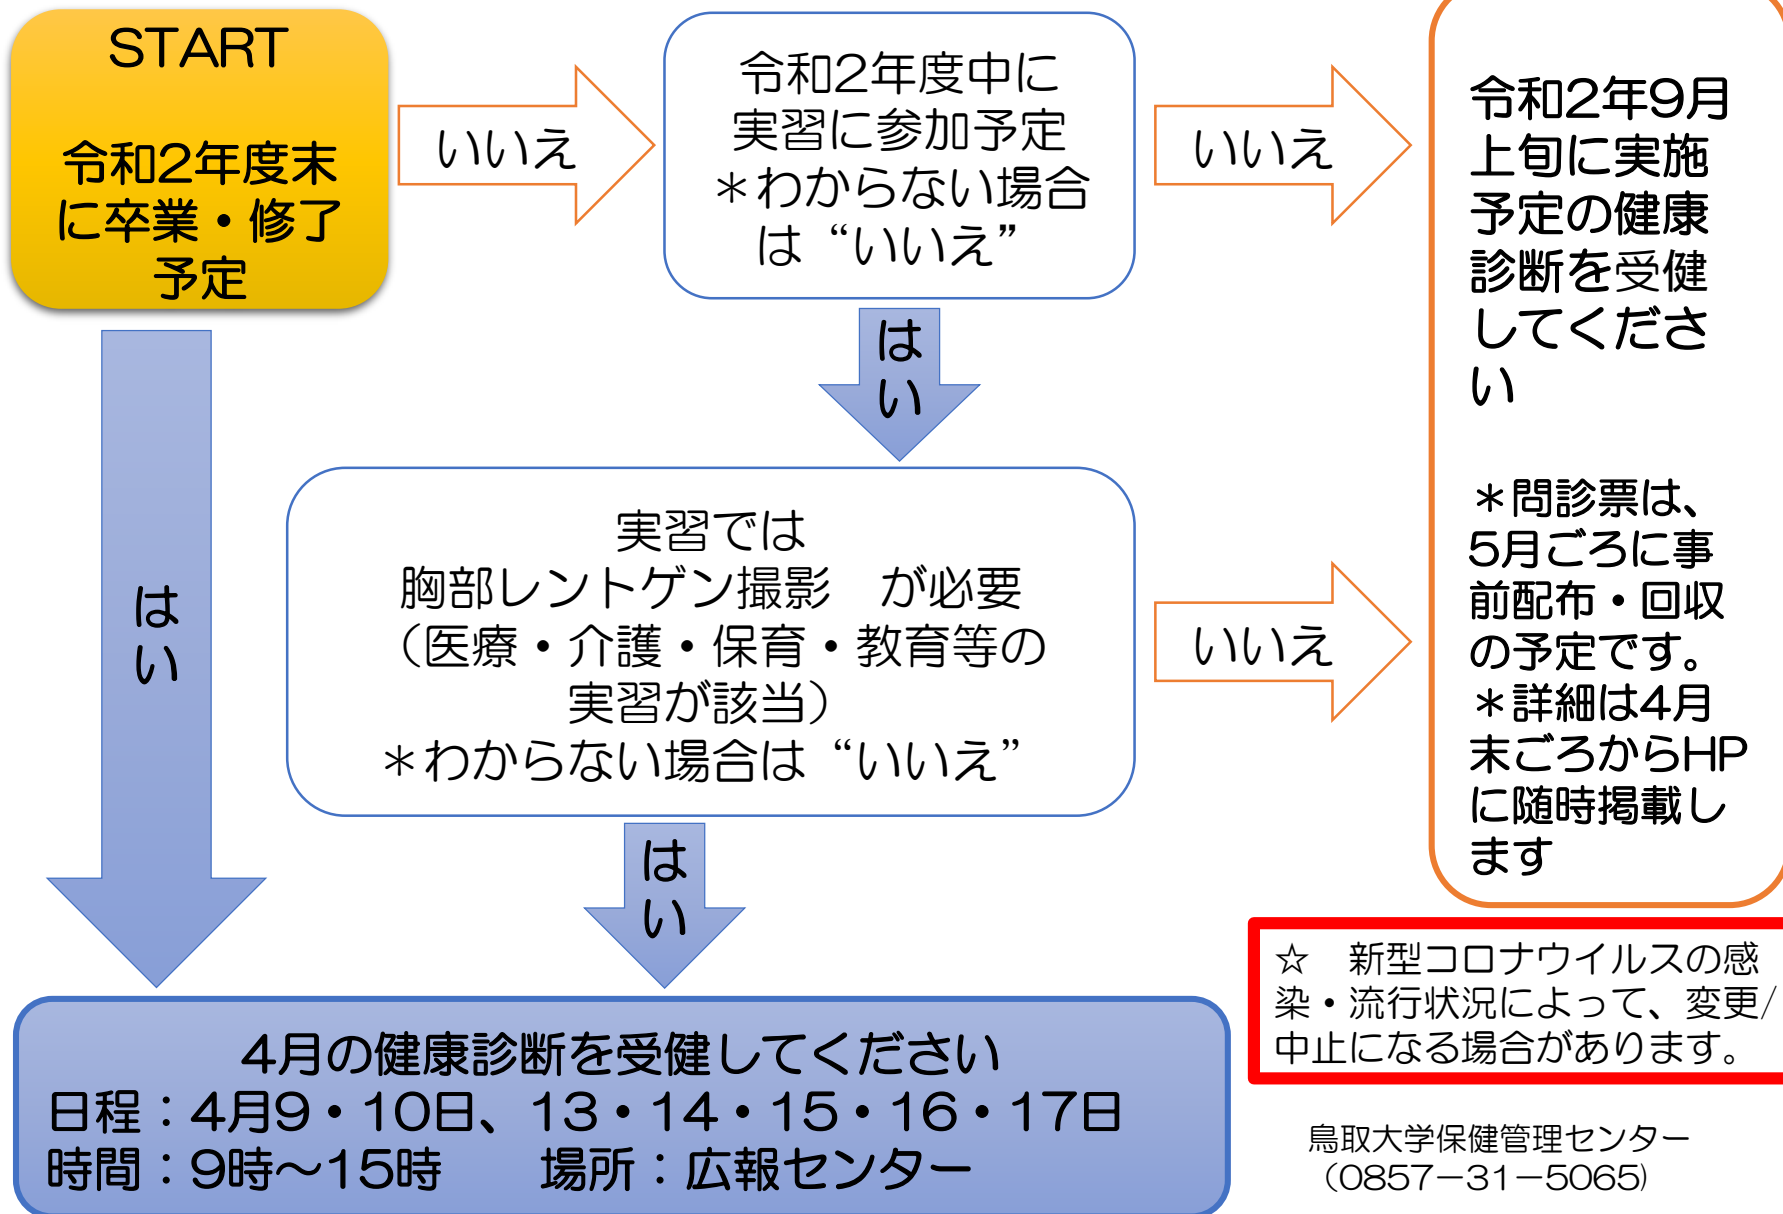 START
令和2年度末
に卒業・修了
予定
いいえ
令和2年度中に
実習に参加予定
＊わからない場合
は“いいえ”
いいえ
令和2年9月
上旬に実施
予定の健康
診断を受健
してくださ
い
＊問診票は、
5月ごろに事
前配布・回収
の予定です。
＊詳細は4月
末ごろからHP
に随時掲載し
ます
はい
はい
実習では
胸部レントゲン撮影　が必要
（医療・介護・保育・教育等の
実習が該当）
＊わからない場合は“いいえ”
いいえ
はい
4月の健康診断を受健してください
日程：4月9・10日、13・14・15・16・17日
時間：9時～15時　　場所：広報センター
☆　新型コロナウイルスの感
染・流行状況によって、変更/
中止になる場合があります。
鳥取大学保健管理センター
（0857－31－5065)